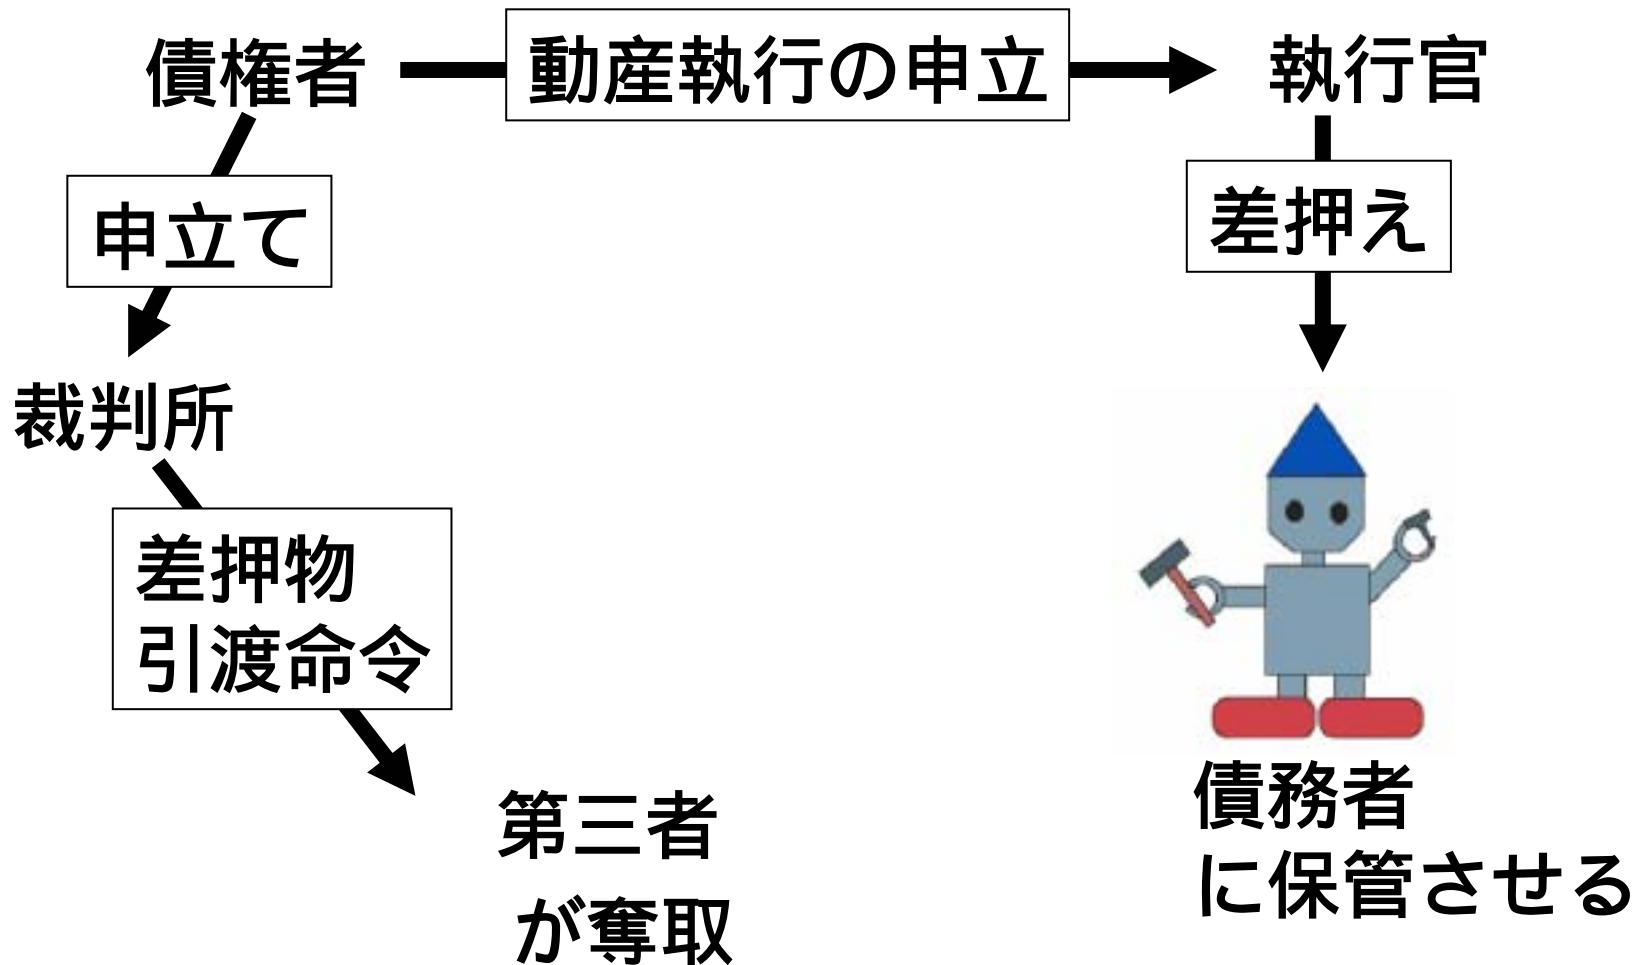 債権者
動産執行の申立
執行官
申立て
差押え
裁判所
差押物
引渡命令
第三者
が奪取
債務者
に保管させる